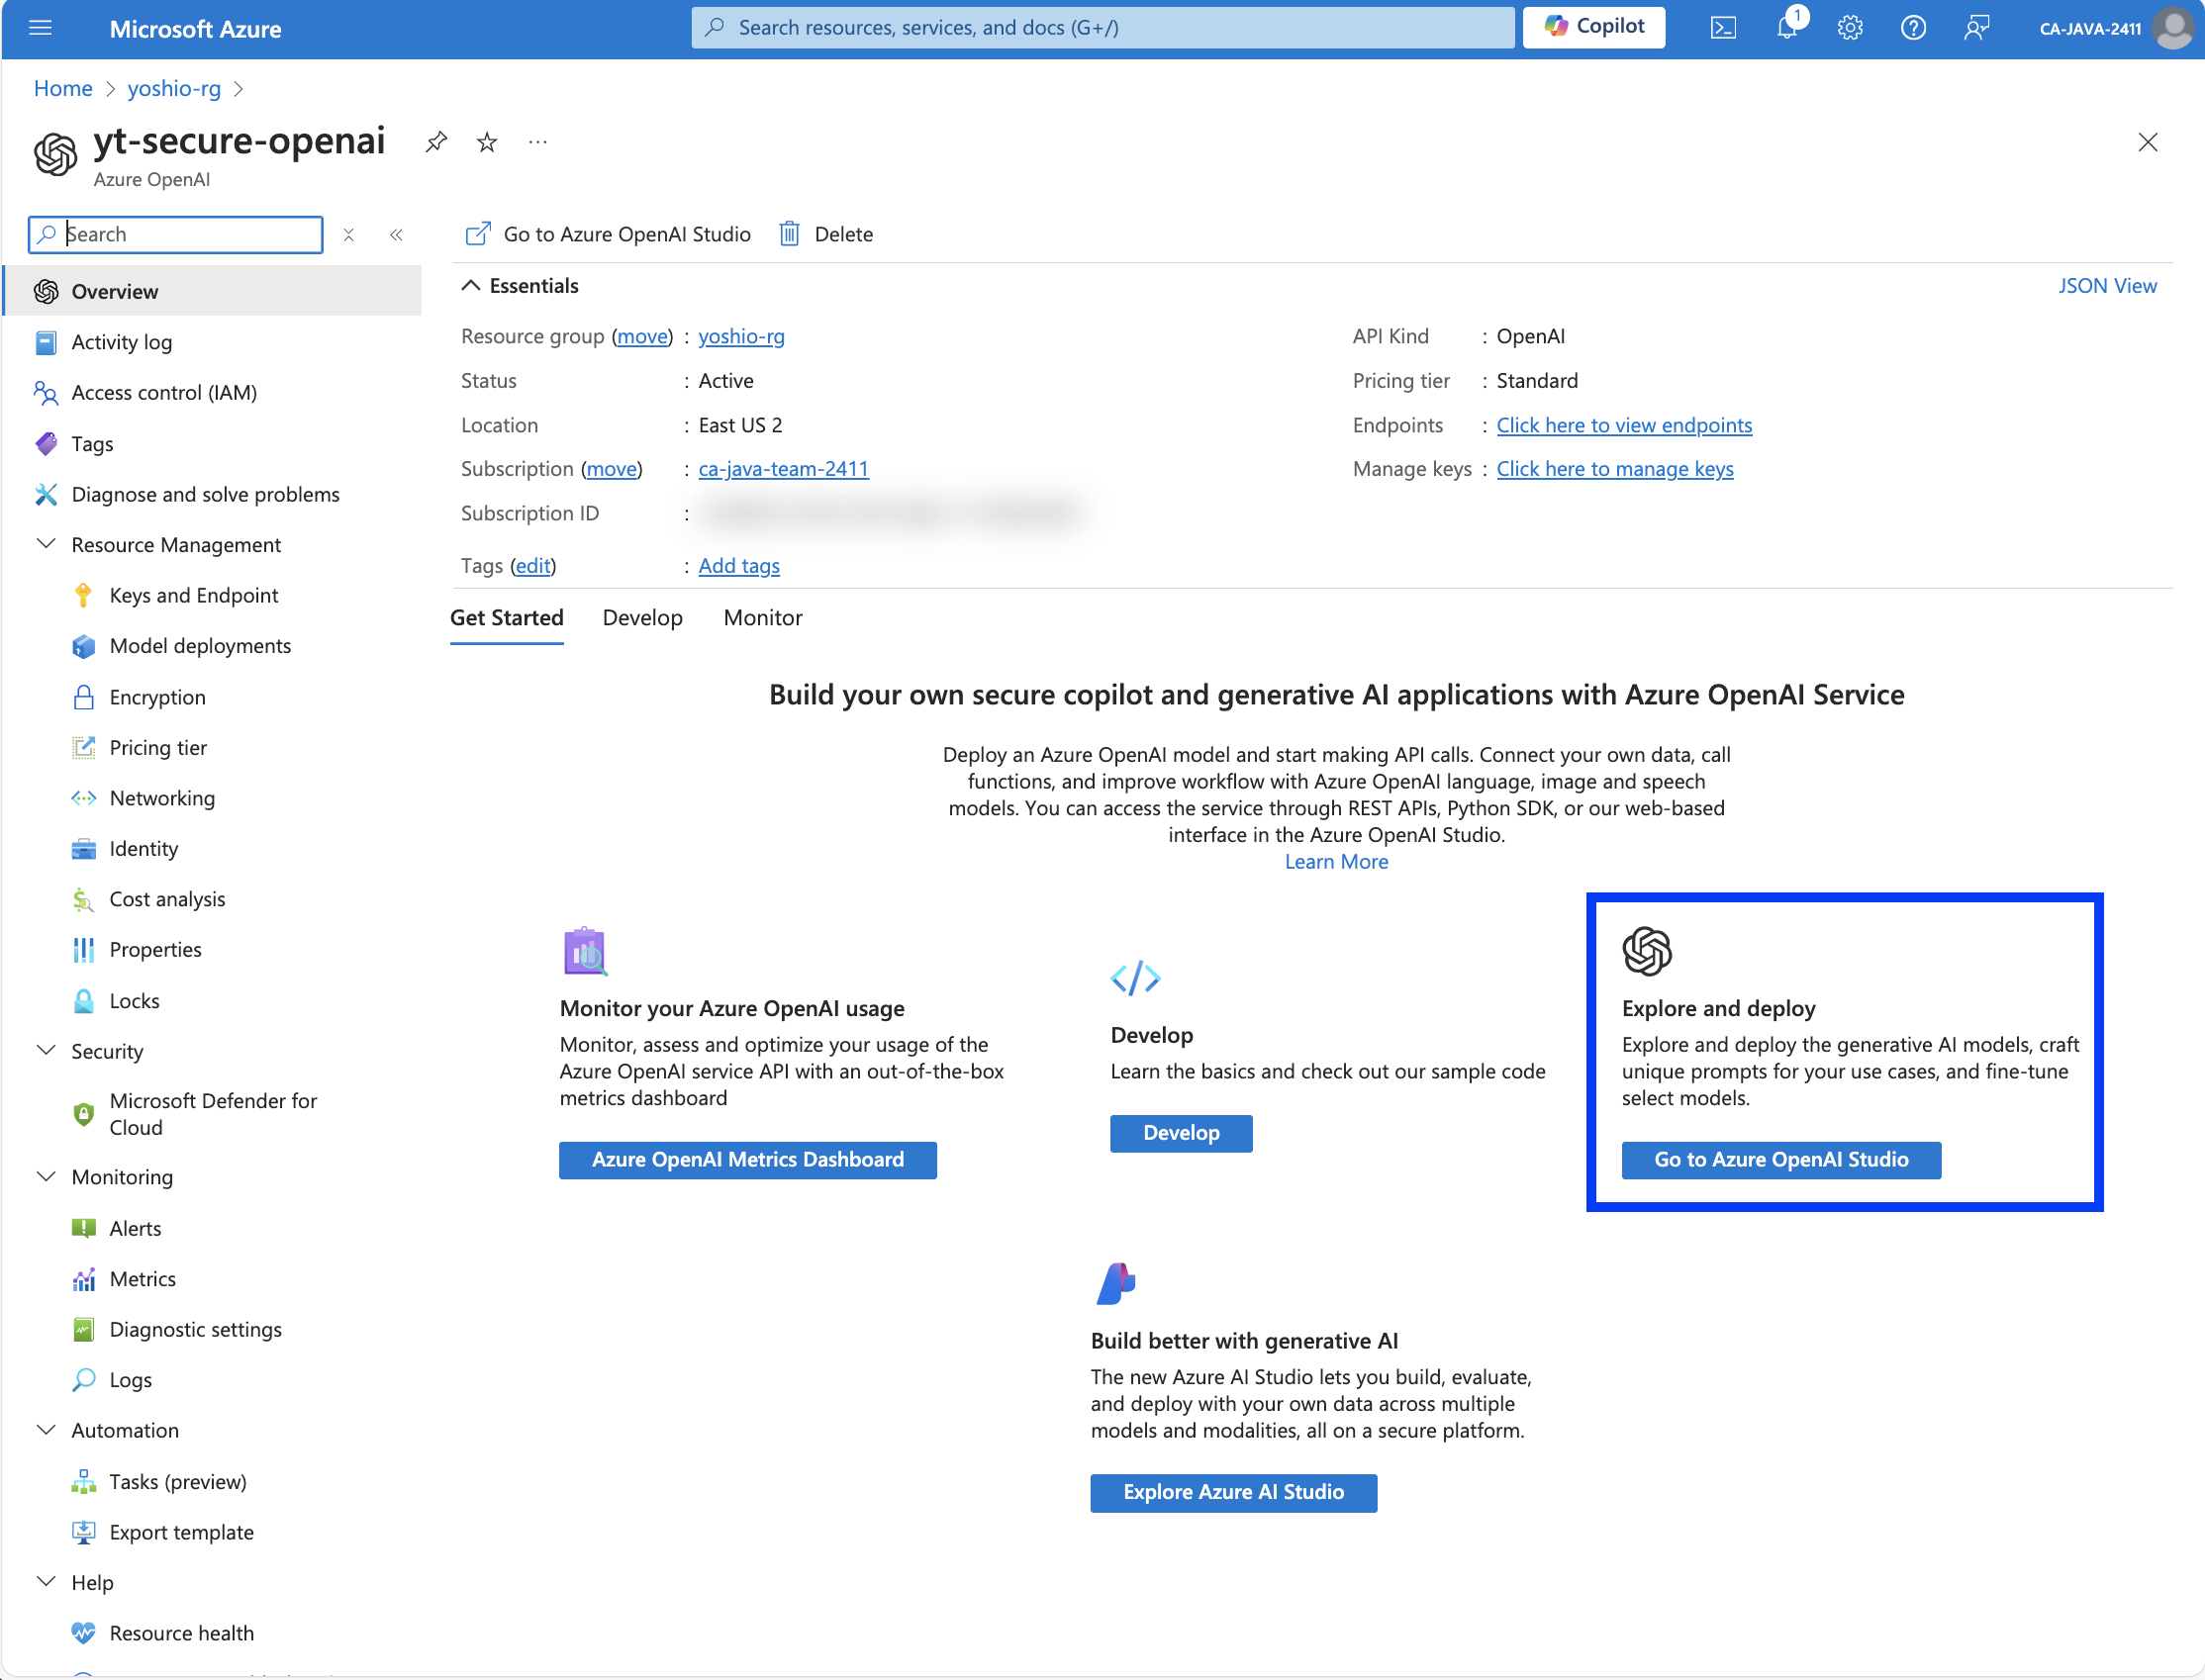 Microsoft Azure
Search resources, services, and docs (G+/)
Copilot
1
CA-JAVA-2411
Home > yoshio-rg >
yt-secure-openai
Azure OpenAI
Search
Go to Azure OpenAI Studio
Delete
Overview
Activity log
Access control (IAM)
Tags
Diagnose and solve problems
Resource Management
Keys and Endpoint
Model deployments
Encryption
Pricing tier
Networking
Identity
Cost analysis
Properties
Locks
Security
Microsoft Defender for
Cloud
Monitoring
Alerts
Metrics
Diagnostic settings
Logs
Automation
Tasks (preview)
Export template
Help
Resource health
Essentials
JSON View
Resource group (move) : yoshio-rg
Status : Active
Location : East US 2
Subscription (move) : ca-java-team-2411
Subscription ID :
Tags (edit) : Add tags
API Kind : OpenAI
Pricing tier : Standard
Endpoints : Click here to view endpoints
Manage keys : Click here to manage keys
Get Started Develop Monitor
Build your own secure copilot and generative AI applications with Azure OpenAI Service
Deploy an Azure OpenAI model and start making API calls. Connect your own data, call
functions, and improve workflow with Azure OpenAI language, image and speech
models. You can access the service through REST APIs, Python SDK, or our web-based
interface in the Azure OpenAI Studio.
Learn More
Monitor your Azure OpenAI usage
Monitor, assess and optimize your usage of the
Azure OpenAI service API with an out-of-the-box
metrics dashboard
Azure OpenAI Metrics Dashboard
Develop
Learn the basics and check out our sample code
Develop
Explore and deploy
Explore and deploy the generative AI models, craft
unique prompts for your use cases, and fine-tune
select models.
Go to Azure OpenAI Studio
Build better with generative AI
The new Azure AI Studio lets you build, evaluate,
and deploy with your own data across multiple
models and modalities, all on a secure platform.
Explore Azure AI Studio